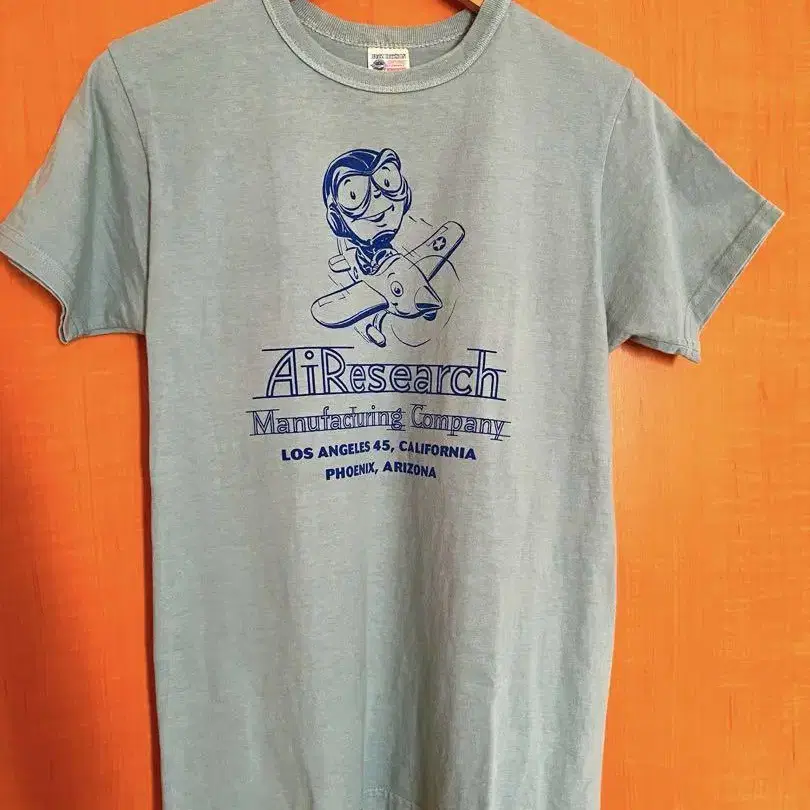 AiResearch
Manufacturing Company
LOS ANGELES 45, CALIFORNIA
PHOENIX, ARIZONA